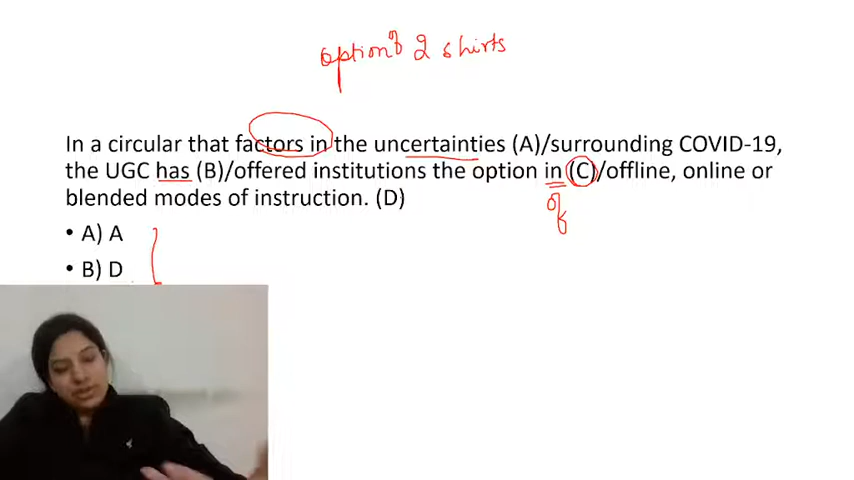 option of 2 shirts
In a circular that factors in the uncertainties (A)/surrounding COVID-19,
the UGC has (B)/offered institutions the option in (C)/offline, online or
of
blended modes of instruction. (D)
• A) A
• B) D